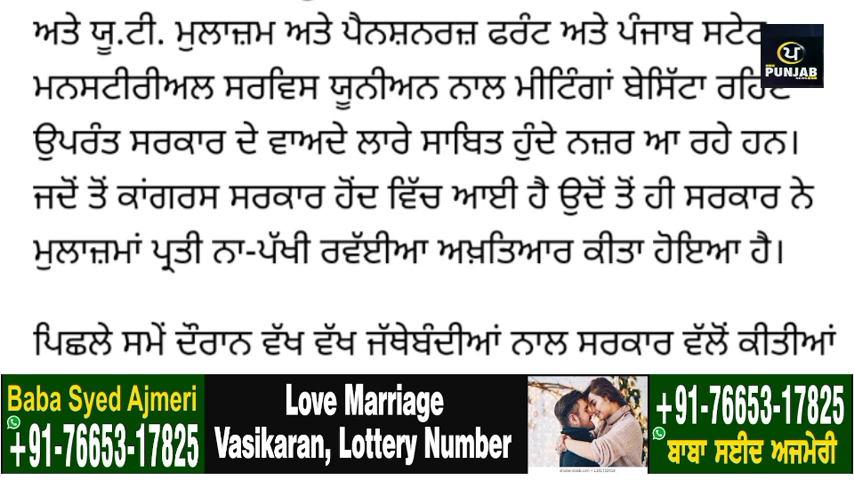 ਅਤੇ ਯੂ.ਟੀ. ਮੁਲਾਜ਼ਮ ਅਤੇ ਪੈਨਸ਼ਨਰਜ਼ ਫਰੰਟ ਅਤੇ ਪੰਜਾਬ ਸਟੇਟ
ਮਨਸਟੀਰੀਅਲ ਸਰਵਿਸ ਯੂਨੀਅਨ ਨਾਲ ਮੀਟਿੰਗਾਂ ਬੇਸਿੱਟਾ ਰਹਿਣ
ਉਪਰੰਤ ਸਰਕਾਰ ਦੇ ਵਾਅਦੇ ਲਾਰੇ ਸਾਬਿਤ ਹੁੰਦੇ ਨਜ਼ਰ ਆ ਰਹੇ ਹਨ।
ਜਦੋਂ ਤੋਂ ਕਾਂਗਰਸ ਸਰਕਾਰ ਹੋਂਦ ਵਿੱਚ ਆਈ ਹੈ ਉਦੋਂ ਤੋਂ ਹੀ ਸਰਕਾਰ ਨੇ
ਮੁਲਾਜ਼ਮਾਂ ਪ੍ਰਤੀ ਨਾ-ਪੱਖੀ ਰਵੱਈਆ ਅਖ਼ਤਿਆਰ ਕੀਤਾ ਹੋਇਆ ਹੈ।
ਪਿਛਲੇ ਸਮੇਂ ਦੌਰਾਨ ਵੱਖ ਵੱਖ ਜੱਥੇਬੰਦੀਆਂ ਨਾਲ ਸਰਕਾਰ ਵੱਲੋਂ ਕੀਤੀਆਂ
ਪ
PUNJAB
Baba Syed Ajmeri
+91-76653-17825
Love Marriage
Vasikaran, Lottery Number
+91-76653-17825
ਬਾਬਾ ਸਈਦ ਅਜਮੇਰੀ